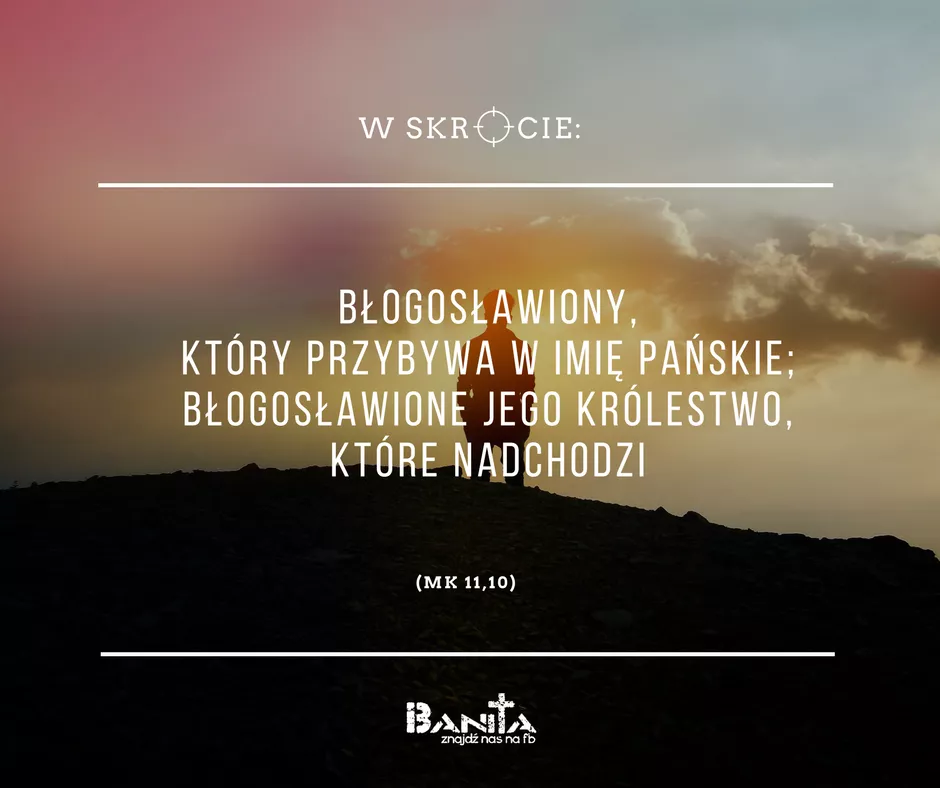 W SKRÓCIE:
BŁOGOSŁAWIONY,
KTÓRY PRZYBYWA W IMIĘ PAŃSKIE;
BŁOGOSŁAWIONE JEGO KRÓLESTWO,
KTÓRE NADCHODZI
(MK 11,10)
BANITA
znajdź nas na fb